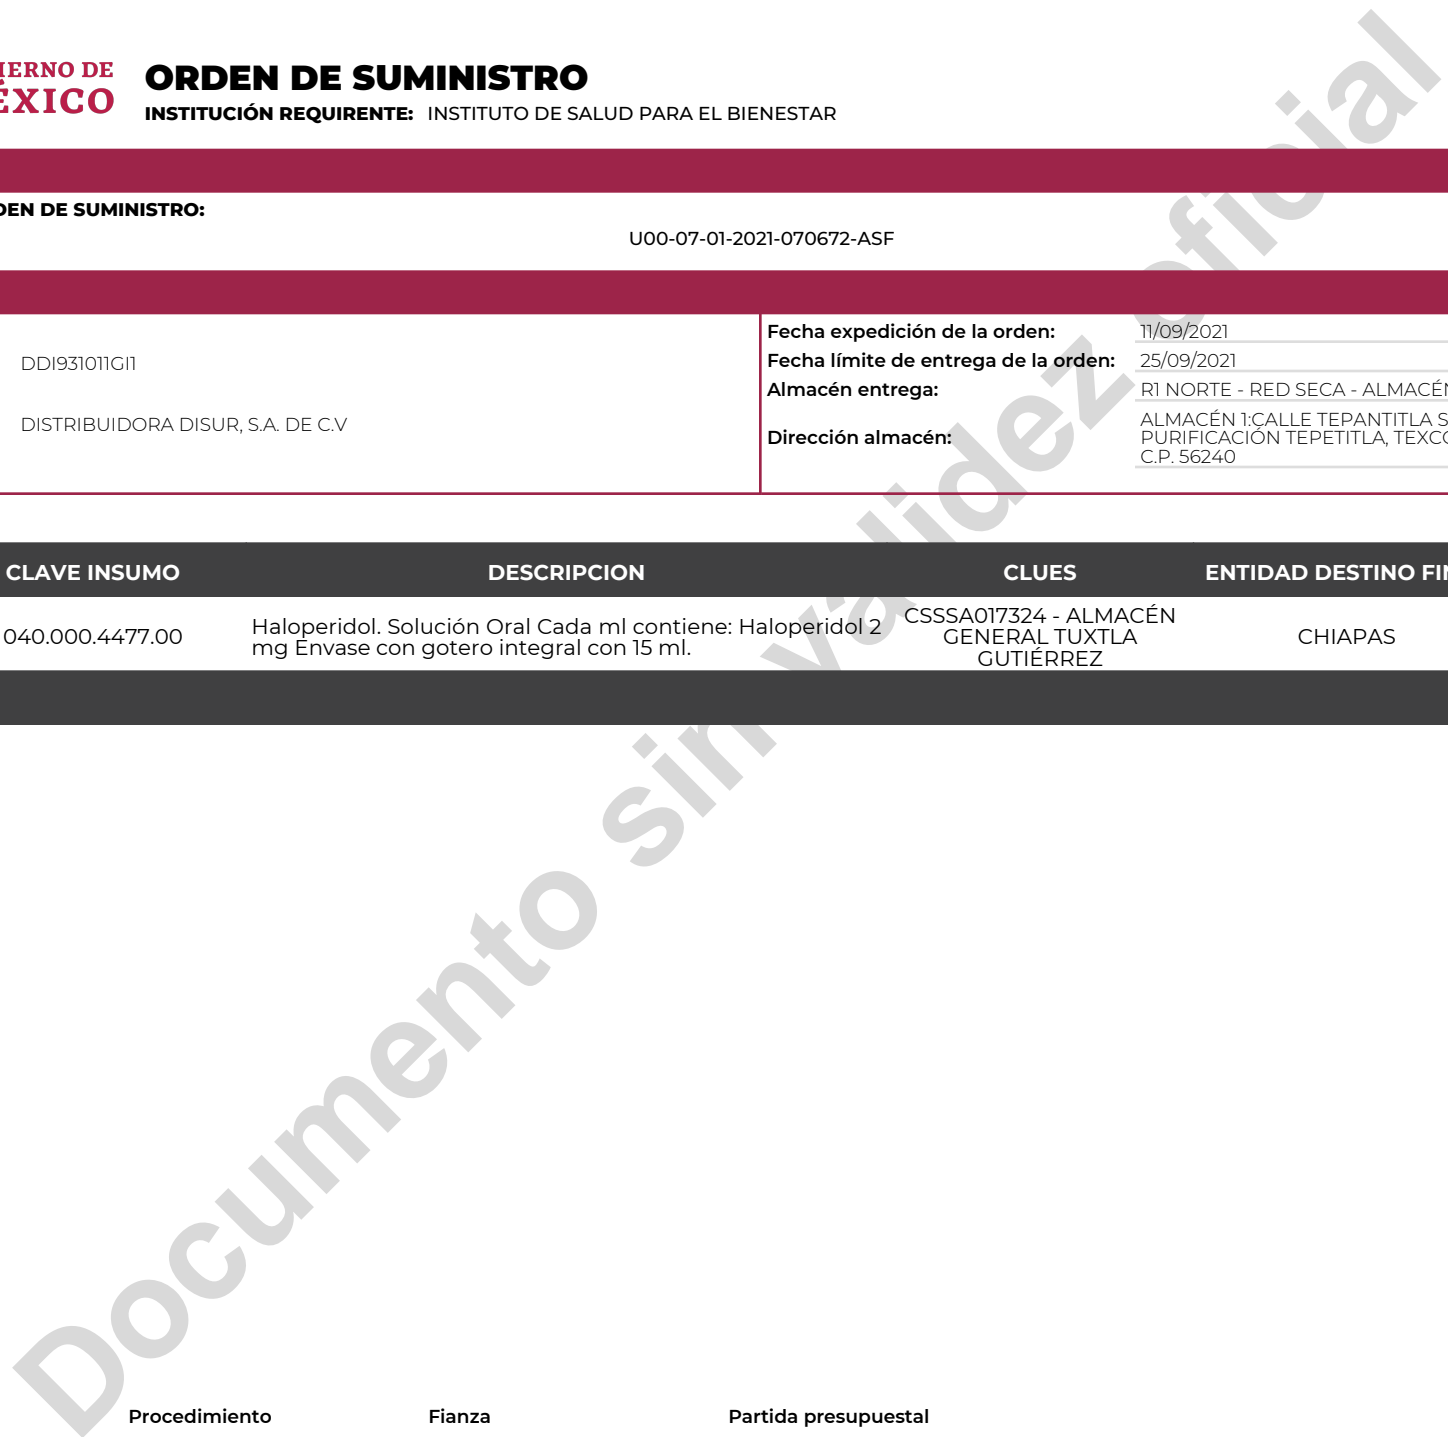 ORDEN DE SUMINISTRO
INSTITUCIÓN REQUIRENTE: INSTITUTO DE SALUD PARA EL BIENESTAR
IERNO DE
ÉXICO
DEN DE SUMINISTRO:
U00-07-01-2021-070672-ASF
DDI931011GI1
DISTRIBUIDORA DISUR, S.A. DE C.V
Fecha expedición de la orden: 11/09/2021
Fecha límite de entrega de la orden: 25/09/2021
Almacén entrega: R1 NORTE - RED SECA - ALMACÉN
Dirección almacén: ALMACÉN 1:CALLE TEPANTITLA S
PURIFICACIÓN TEPETITLA, TEXCO
C.P. 56240
CLAVE INSUMO DESCRIPCION CLUES ENTIDAD DESTINO FIN
040.000.4477.00
Haloperidol. Solución Oral Cada ml contiene: Haloperidol 2
mg Envase con gotero integral con 15 ml.
CSSSA017324 - ALMACÉN
GENERAL TUXTLA
GUTIÉRREZ
CHIAPAS
Documento sin validez oficial
Procedimiento Fianza Partida presupuestal